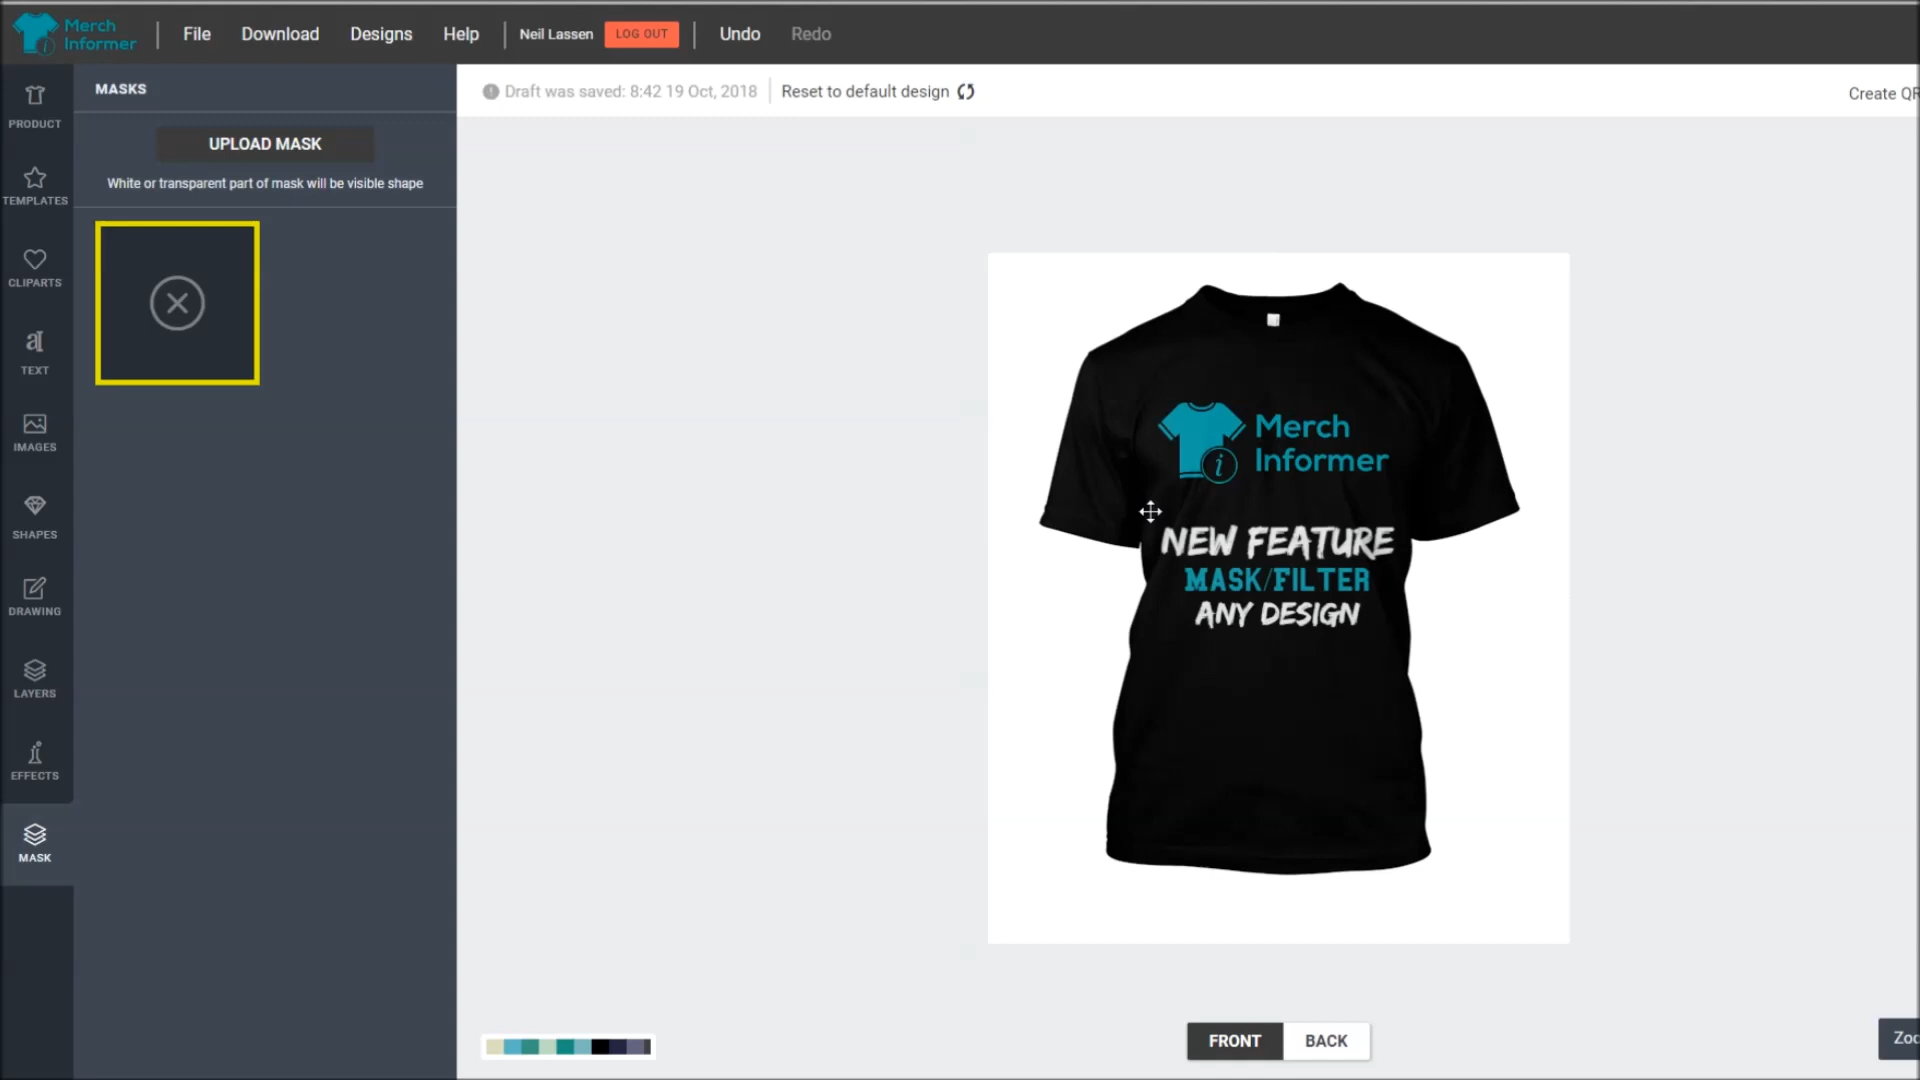 Merch
Informer
File
Download
Designs
Help
Neil Lassen
LOG OUT
Undo
Redo
MASKS
Draft was saved: 8:42 19 Oct, 2018
Reset to default design
Create QR
PRODUCT
UPLOAD MASK
White or transparent part of mask will be visible shape
TEMPLATES
CLIPARTS
TEXT
IMAGES
SHAPES
DRAWING
LAYERS
EFFECTS
MASK
Merch
Informer
NEW FEATURE
MASK/FILTER
ANY DESIGN
FRONT
BACK